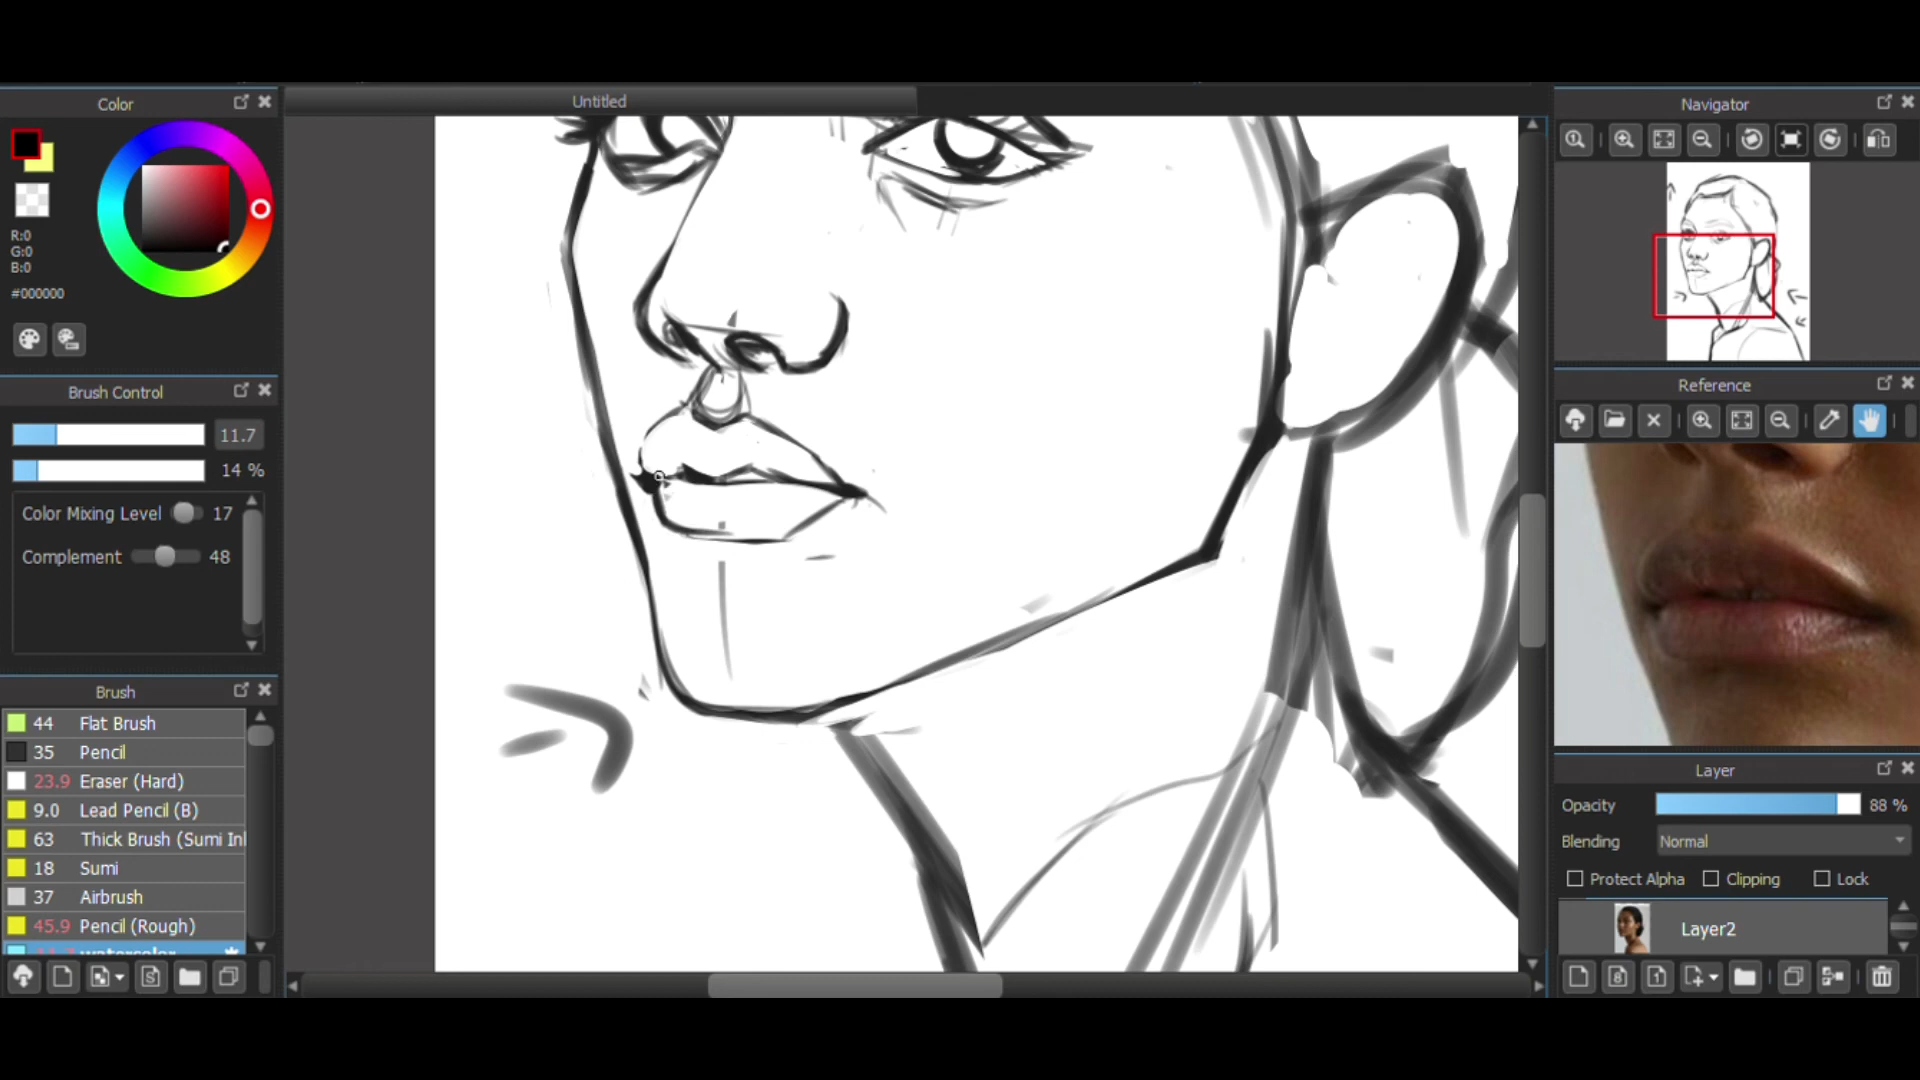 Color
R:0
G:0
B:0
#000000
Brush Control
11.7
14 %
Color Mixing Level 17
Complement 48
Brush
44 Flat Brush
35 Pencil
23.9 Eraser (Hard)
9.0 Lead Pencil (B)
63 Thick Brush (Sumi Inl
18 Sumi
37 Airbrush
45.9 Pencil (Rough)
watercolor
Untitled
Navigator
Reference
Layer
Opacity 88 %
Blending Normal
Protect Alpha Clipping Lock
Layer2